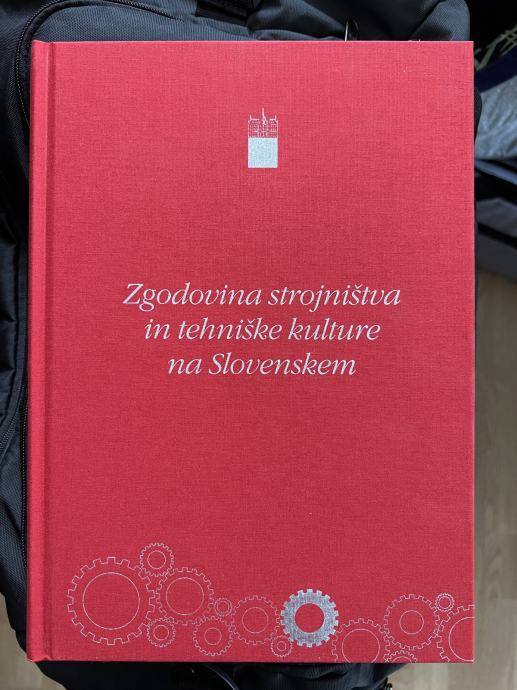 Zgodovina strojništva
in tehniške kulture
na Slovenskem